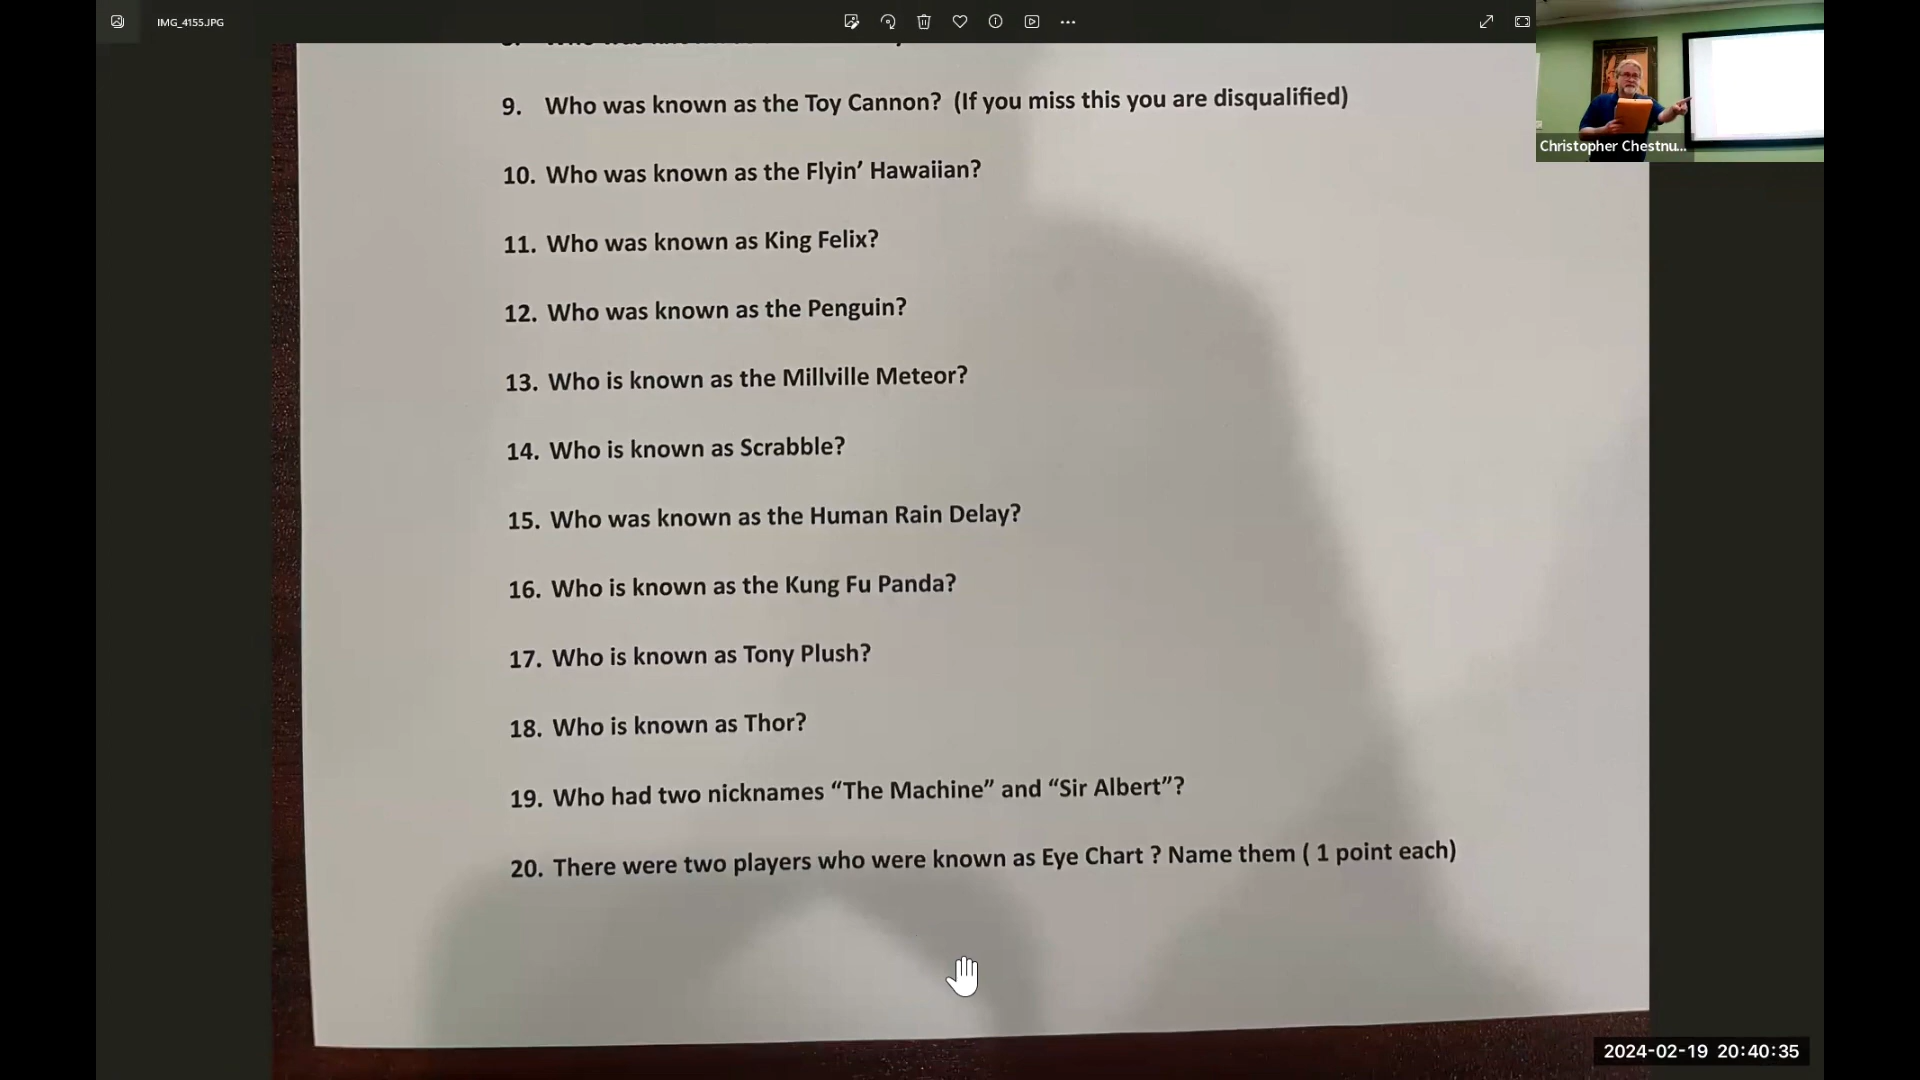 IMG_4155.JPG
9. Who was known as the Toy Cannon? (If you miss this you are disqualified)
10. Who was known as the Flyin’ Hawaiian?
11. Who was known as King Felix?
12. Who was known as the Penguin?
13. Who is known as the Millville Meteor?
14. Who is known as Scrabble?
15. Who was known as the Human Rain Delay?
16. Who is known as the Kung Fu Panda?
17. Who is known as Tony Plush?
18. Who is known as Thor?
19. Who had two nicknames “The Machine” and “Sir Albert”?
20. There were two players who were known as Eye Chart ? Name them ( 1 point each)
Christopher Chestnu...
2024-02-19 20:40:35